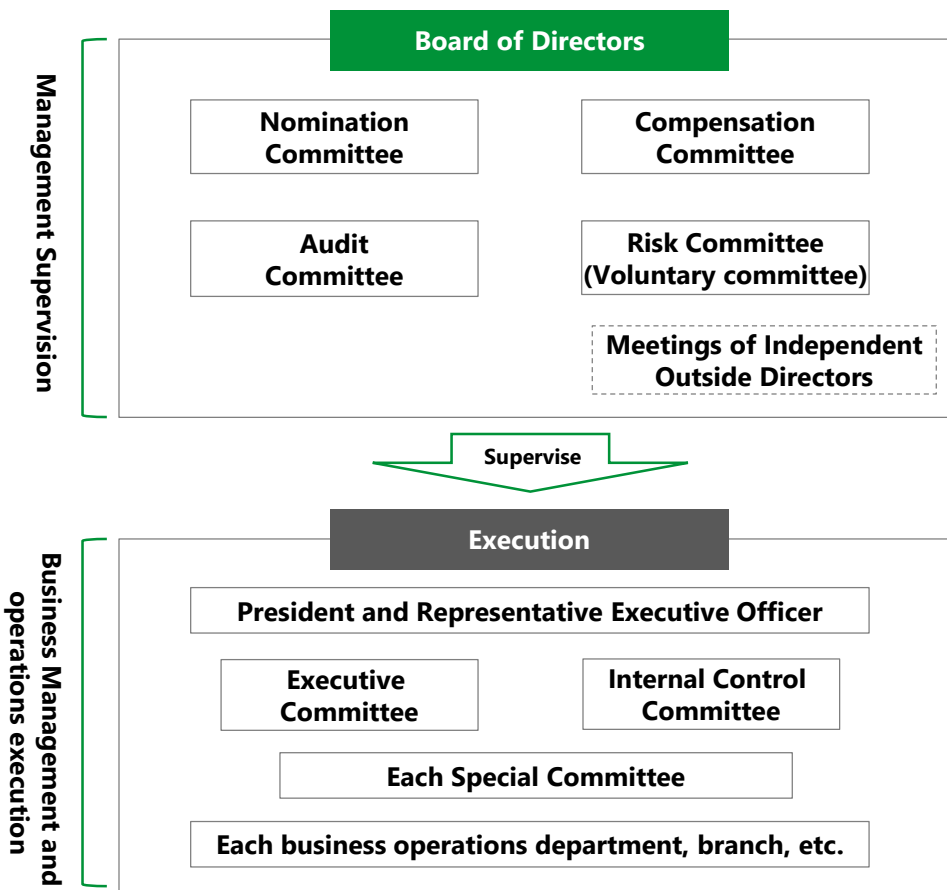 Board of Directors
Management Supervision
Nomination
Committee
Compensation
Committee
Audit
Committee
Risk Committee
(Voluntary committee)
Meetings of Independent
Outside Directors
Supervise
Execution
Business Management and
operations execution
President and Representative Executive Officer
Executive
Committee
Internal Control
Committee
Each Special Committee
Each business operations department, branch, etc.